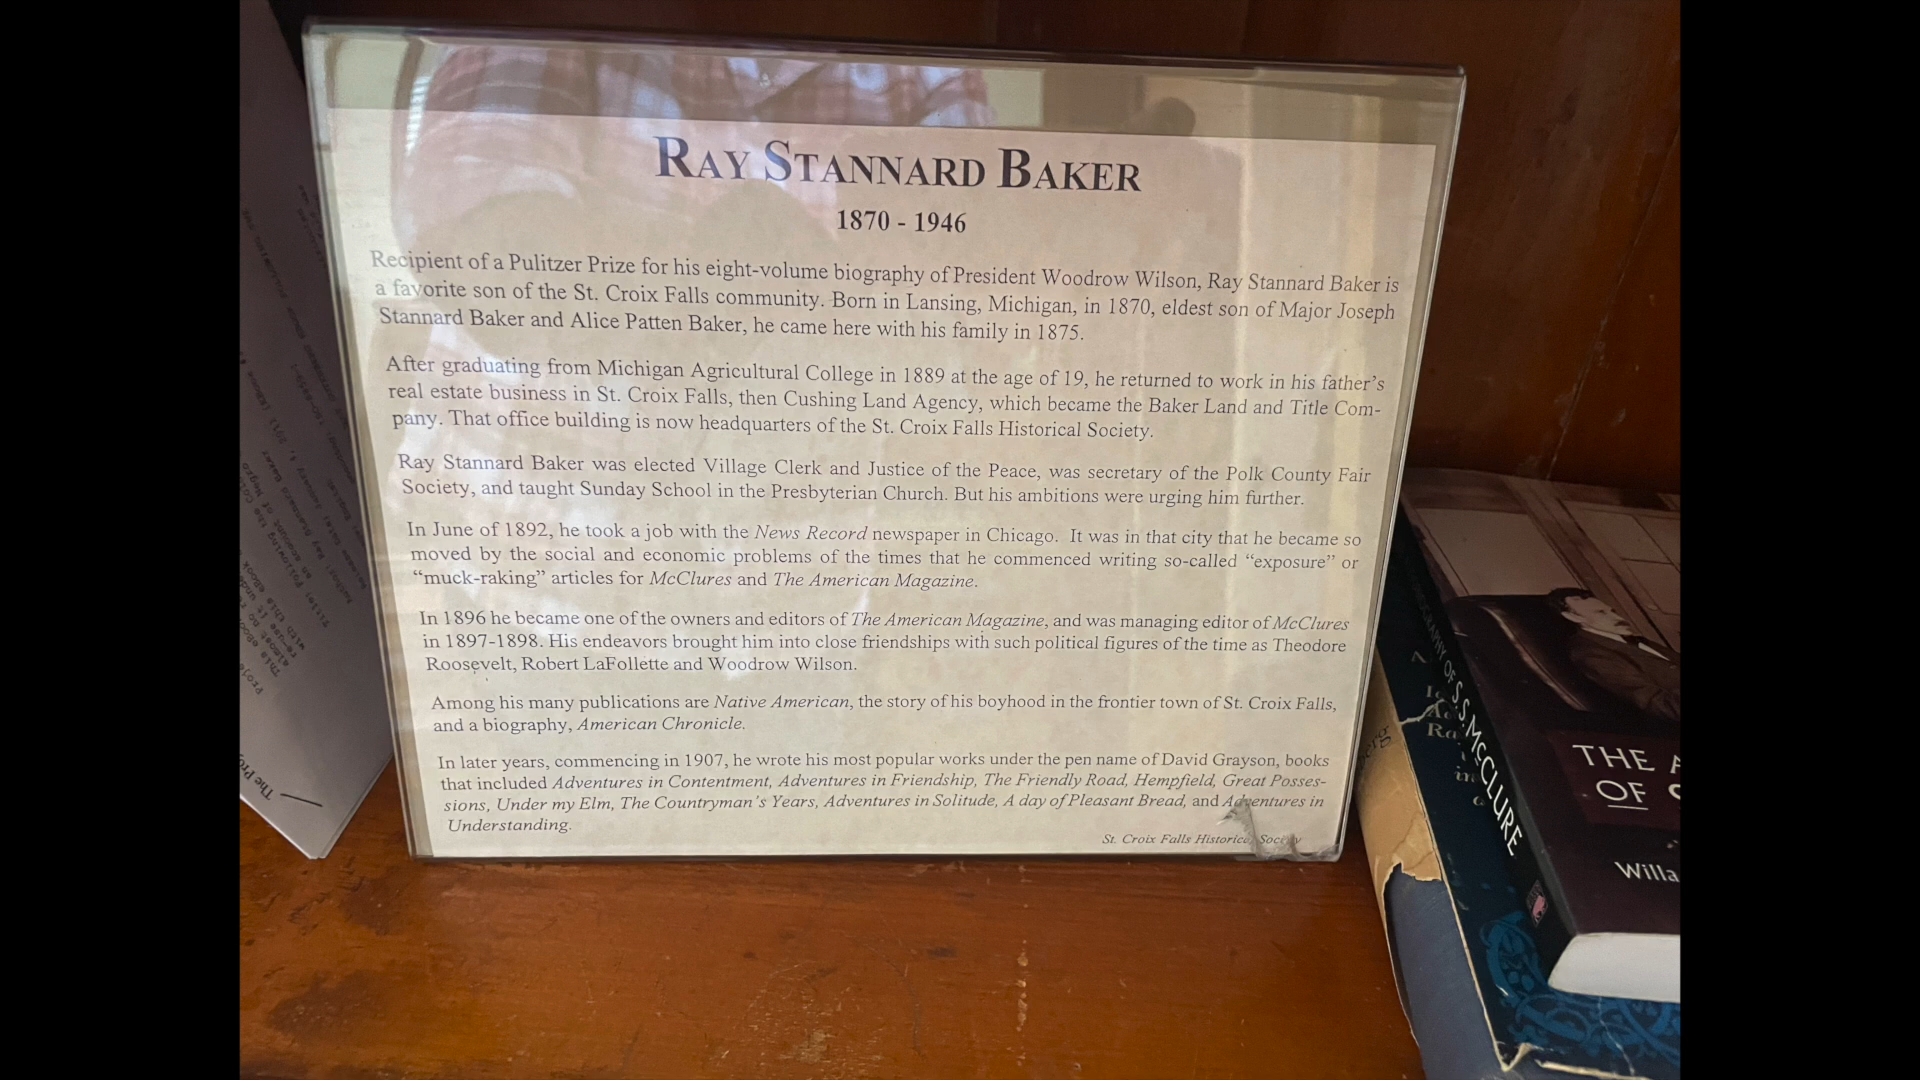 RAY STANNARD BAKER
1870 - 1946
Recipient of a Pulitzer Prize for his eight-volume biography of President Woodrow Wilson, Ray Stannard Baker is
a favorite son of the St. Croix Falls community. Born in Lansing, Michigan, in 1870, eldest son of Major Joseph
Stannard Baker and Alice Patten Baker, he came here with his family in 1875.
After graduating from Michigan Agricultural College in 1889 at the age of 19, he returned to work in his father's
real estate business in St. Croix Falls, then Cushing Land Agency, which became the Baker Land and Title Com-
pany. That office building is now headquarters of the St. Croix Falls Historical Society.
Ray Stannard Baker was elected Village Clerk and Justice of the Peace, was secretary of the Polk County Fair
Society, and taught Sunday School in the Presbyterian Church. But his ambitions were urging him further.
In June of 1892, he took a job with the News Record newspaper in Chicago. It was in that city that he became so
moved by the social and economic problems of the times that he commenced writing so-called “exposure” or
“muck-raking” articles for McClures and The American Magazine.
In 1896 he became one of the owners and editors of The American Magazine, and was managing editor of McClures
in 1897-1898. His endeavors brought him into close friendships with such political figures of the time as Theodore
Roosevelt, Robert LaFollette and Woodrow Wilson.
Among his many publications are Native American, the story of his boyhood in the frontier town of St. Croix Falls,
and a biography, American Chronicle.
In later years, commencing in 1907, he wrote his most popular works under the pen name of David Grayson, books
that included Adventures in Contentment, Adventures in Friendship, The Friendly Road, Hempfield, Great Posses-
sions, Under my Elm, The Countryman's Years, Adventures in Solitude, A day of Pleasant Bread, and Adventures in
Understanding.
St. Croix Falls Historical Society
OF S.S. McCLURE
THE
OF
Willa